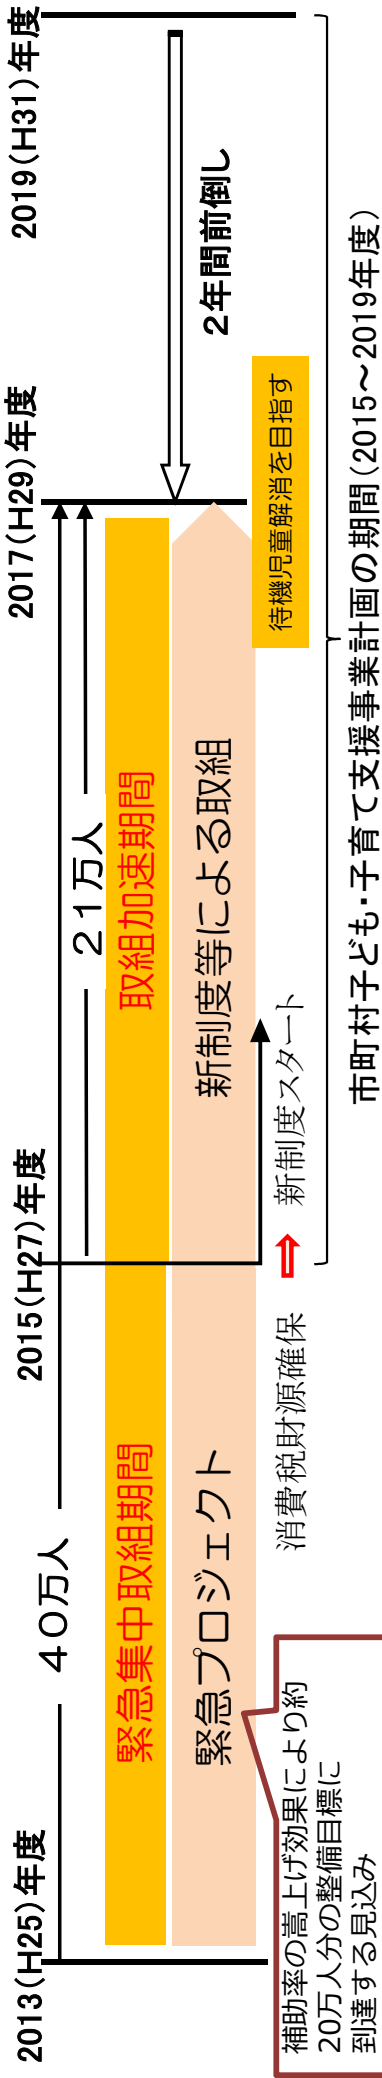 2013(H25)年度
2015(H27)年度
2017(H29)年度
2019(H31)年度
４０万人
２１万人
２年間前倒し
緊急集中取組期間
取組加速期間
緊急プロジェクト
新制度等による取組
待機児童解消を目指す
消費税財源確保
新制度スタート
補助率の嵩上げ効果により約
20万人分の整備目標に
到達する見込み
市町村子ども・子育て支援事業計画の期間(2015～2019年度)